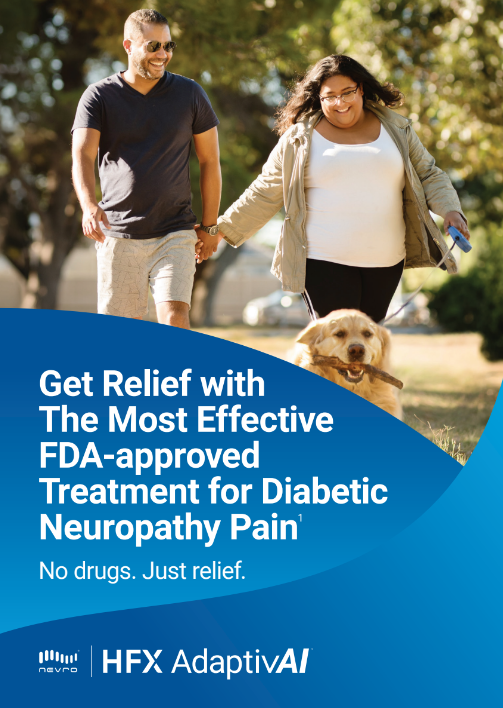 Get Relief with
The Most Effective
FDA-approved
Treatment for Diabetic
Neuropathy Pain¹
No drugs. Just relief.
nevro HFX AdaptivAI